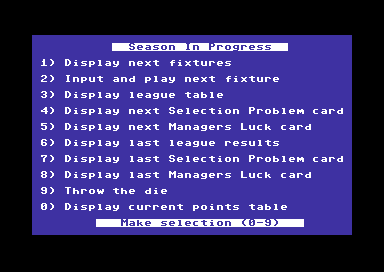 Season In Progress
1) Display next fixtures
2) Input and play next fixture
3) Display league table
4) Display next Selection Problem card
5) Display next Managers Luck card
6) Display last league results
7) Display last Selection Problem card
8) Display last Managers Luck card
9) Throw the die
0) Display current points table
Make selection (0-9)